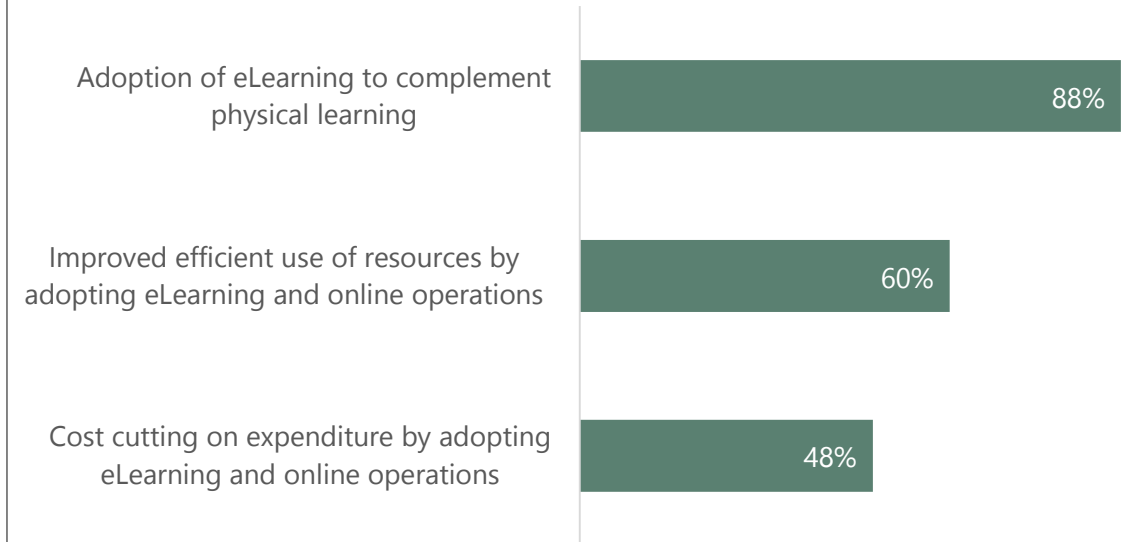 Adoption of eLearning to complement
physical learning
88%
Improved efficient use of resources by
adopting eLearning and online operations
60%
Cost cutting on expenditure by adopting
eLearning and online operations
48%